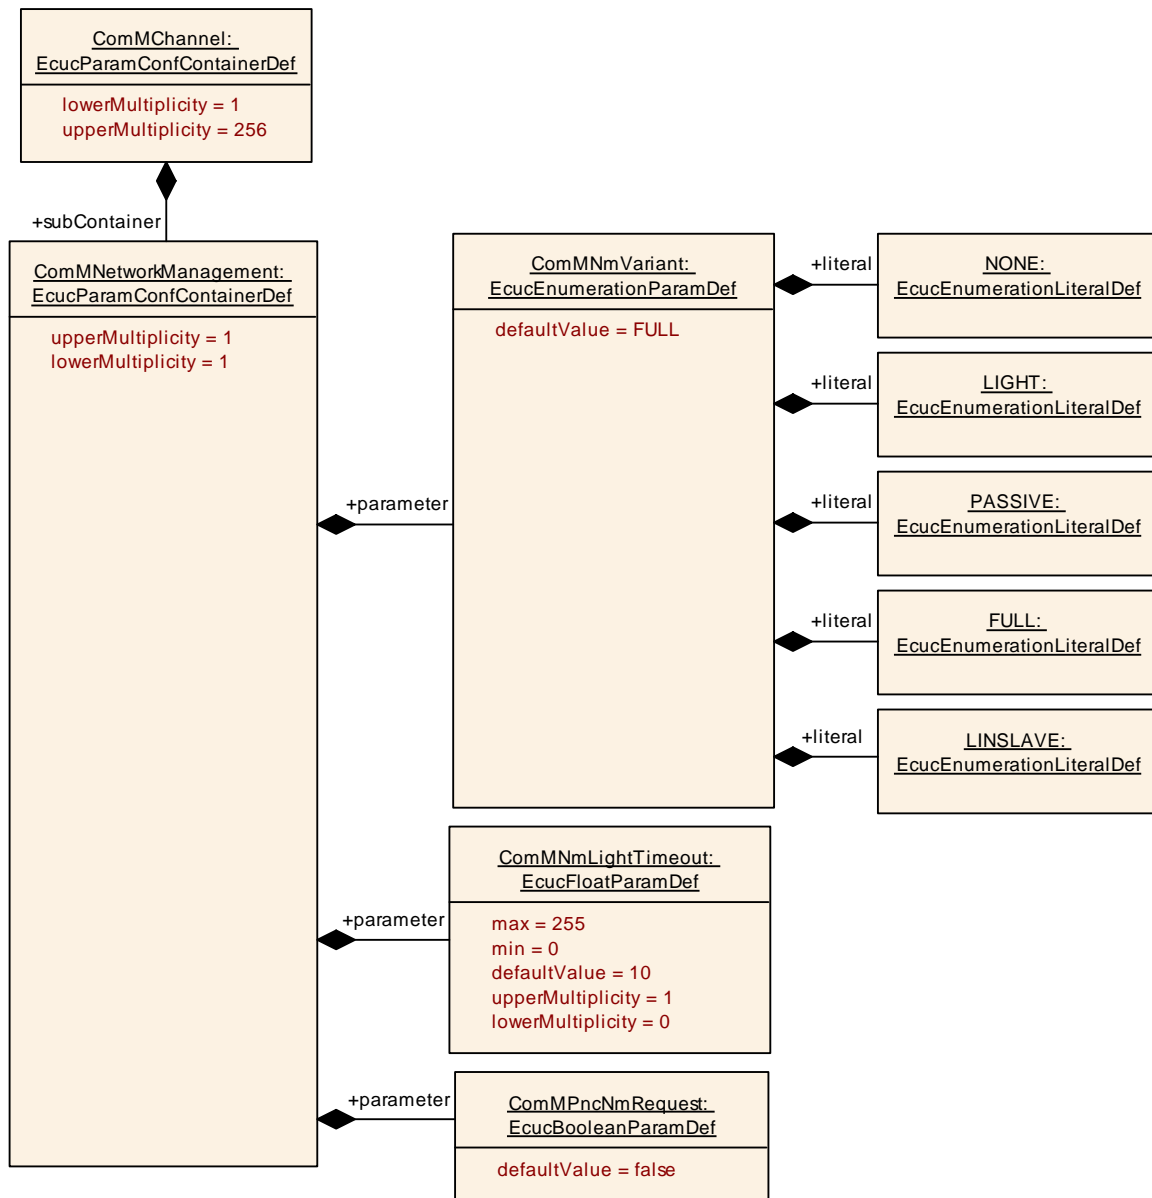 ComMChannel:
EcucParamConfContainerDef
lowerMultiplicity = 1
upperMultiplicity = 256
+subContainer
ComMNetworkManagement:
EcucParamConfContainerDef
upperMultiplicity = 1
lowerMultiplicity = 1
+parameter
ComMNmVariant:
EcucEnumerationParamDef
defaultValue = FULL
+literal
NONE:
EcucEnumerationLiteralDef
+literal
LIGHT:
EcucEnumerationLiteralDef
+literal
PASSIVE:
EcucEnumerationLiteralDef
+literal
FULL:
EcucEnumerationLiteralDef
+literal
LINSLAVE:
EcucEnumerationLiteralDef
+parameter
ComMNmLightTimeout:
EcucFloatParamDef
max = 255
min = 0
defaultValue = 10
upperMultiplicity = 1
lowerMultiplicity = 0
+parameter
ComMPncNmRequest:
EcucBooleanParamDef
defaultValue = false